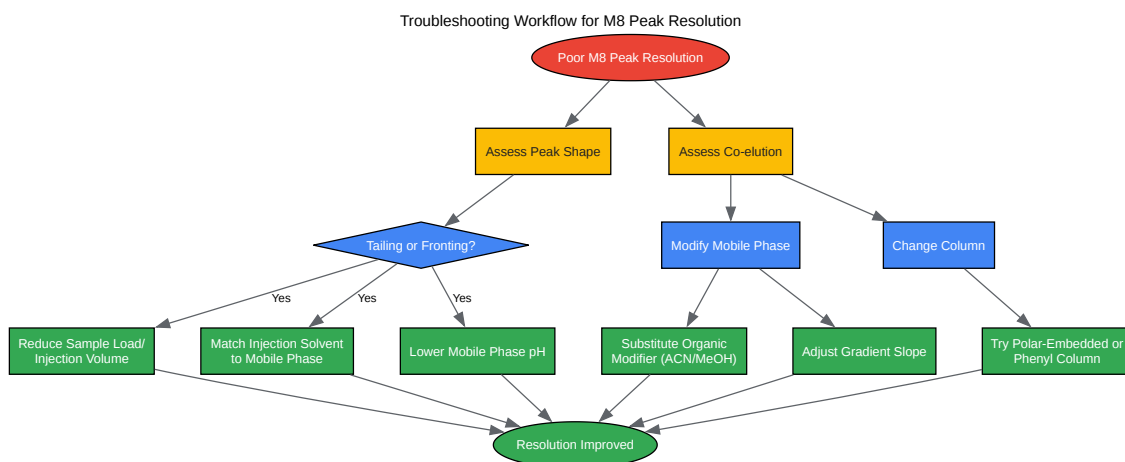 Troubleshooting Workflow for M8 Peak Resolution
Poor M8 Peak Resolution
Assess Peak Shape
Assess Co-elution
Tailing or Fronting?
Modify Mobile Phase
Change Column
Yes
Yes
Yes
Reduce Sample Load/
Injection Volume
Match Injection Solvent
to Mobile Phase
Lower Mobile Phase pH
Substitute Organic
Modifier (ACN/MeOH)
Adjust Gradient Slope
Try Polar-Embedded or
Phenyl Column
Resolution Improved